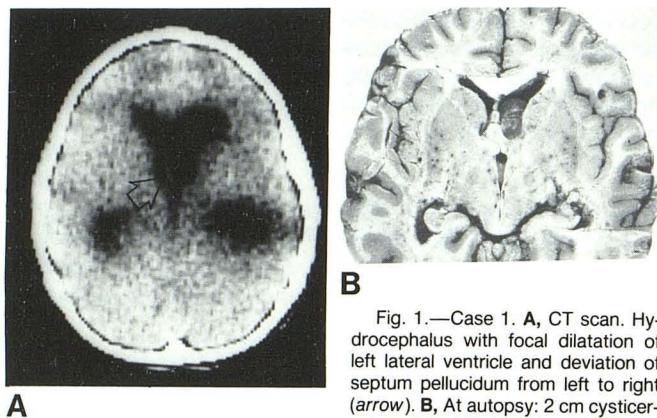 A
B
Fig. 1.—Case 1. A, CT scan. Hy-
drocephalus with focal dilatation of
left lateral ventricle and deviation of
septum pellucidum from left to right
(arrow). B, At autopsy: 2 cm cysticer-